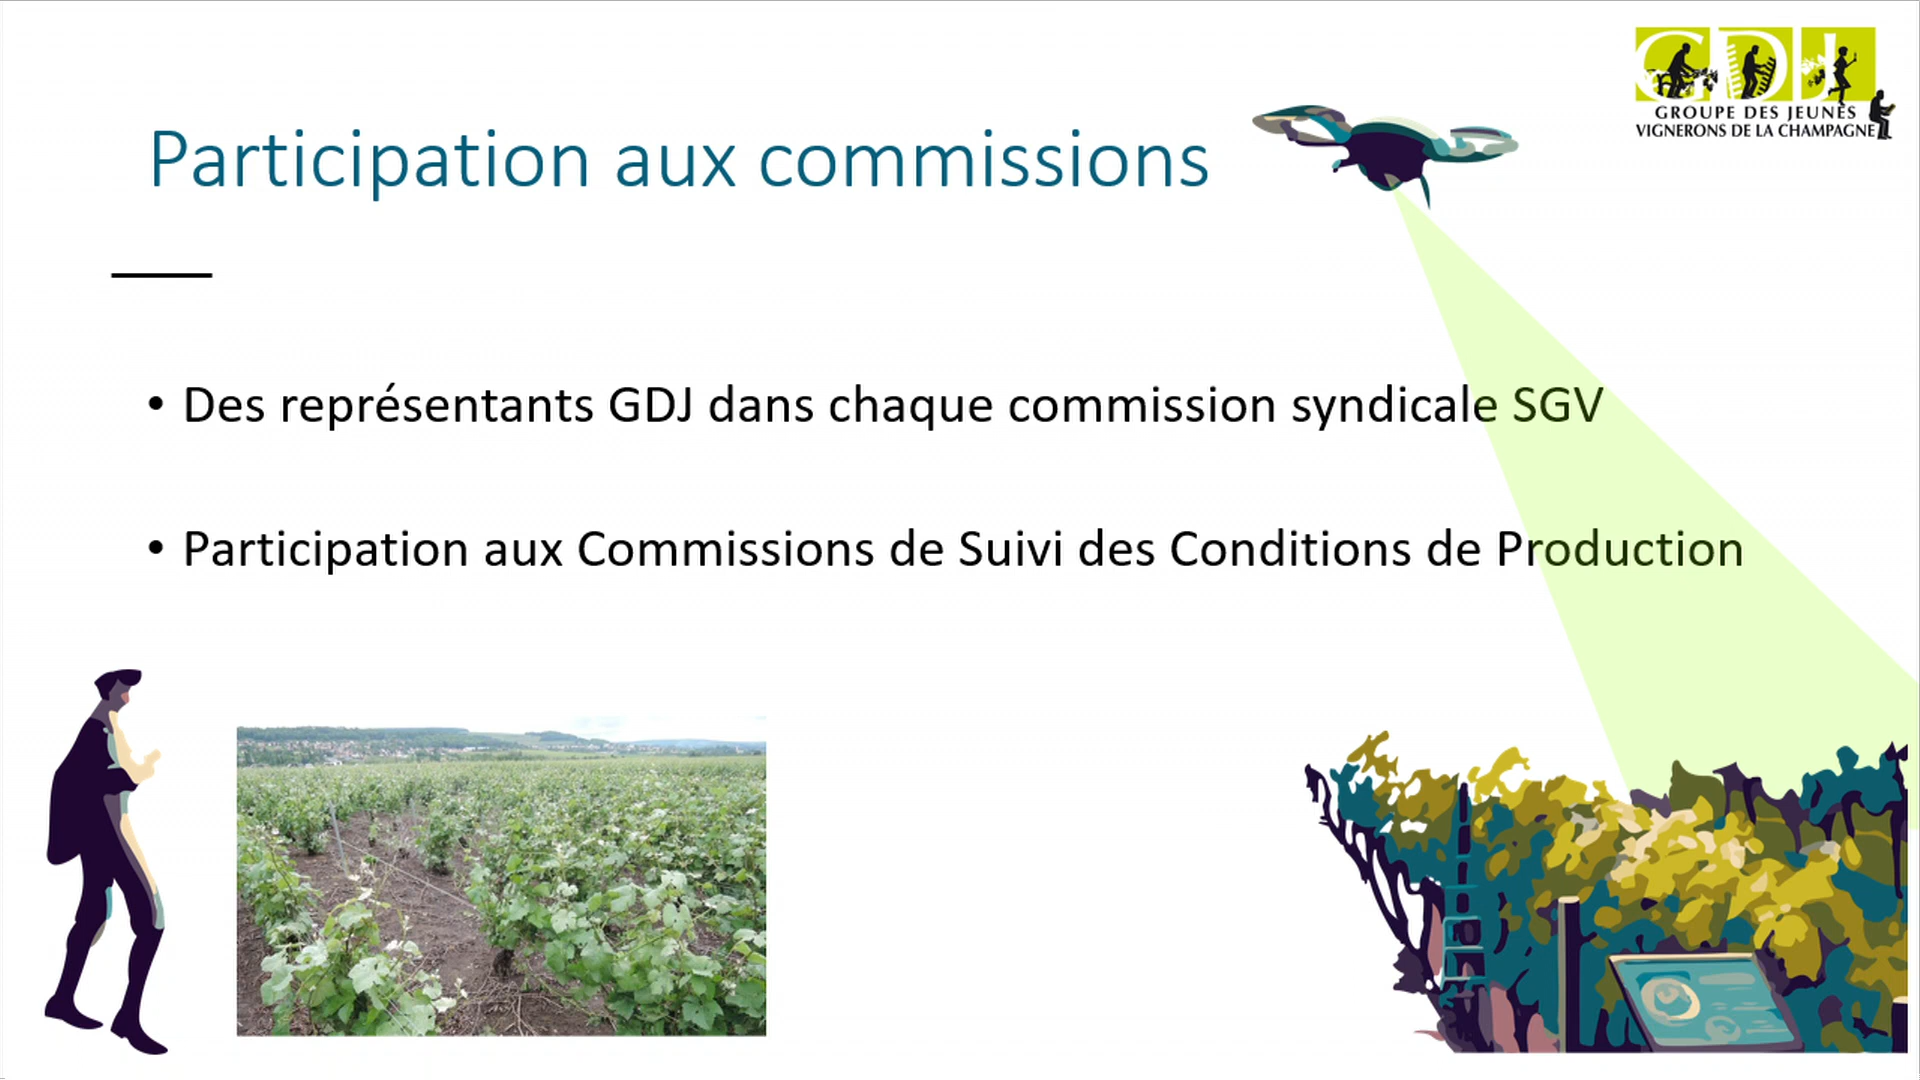 GDJ
GROUPE DES JEUNES
VIGNERONS DE LA CHAMPAGNE
Participation aux commissions
• Des représentants GDJ dans chaque commission syndicale SGV
• Participation aux Commissions de Suivi des Conditions de Production